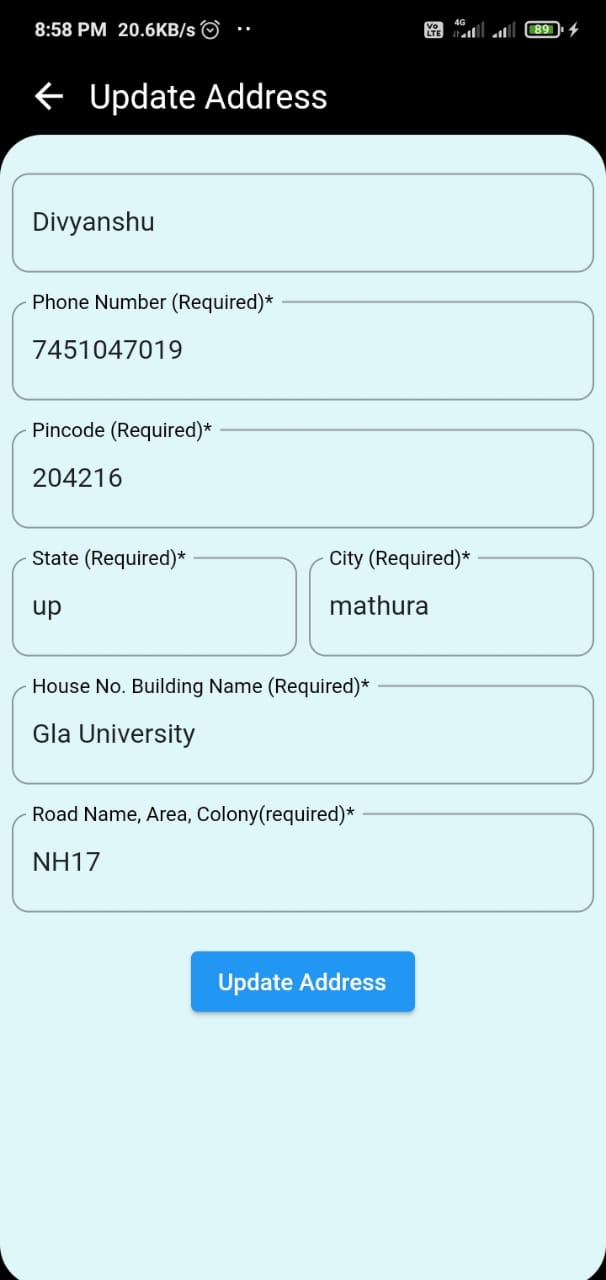 8:58 PM 20.6KB/s
Vo LTE 4G 89
Update Address
Divyanshu
Phone Number (Required)*
7451047019
Pincode (Required)*
204216
State (Required)* City (Required)*
up mathura
House No. Building Name (Required)*
Gla University
Road Name, Area, Colony(required)*
NH17
Update Address